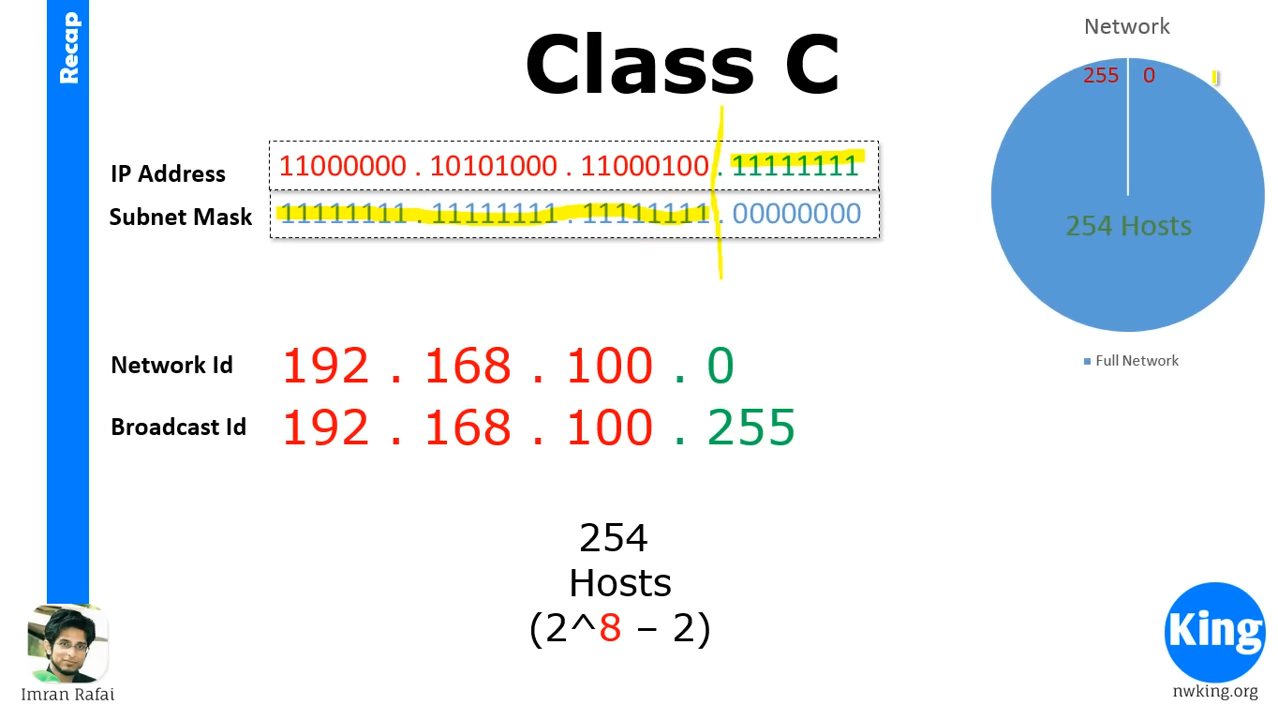 Recap
Class C
IP Address 11000000 . 10101000 . 11000100 . 11111111
Subnet Mask 11111111 . 11111111 . 11111111 . 00000000
Network Id 192 . 168 . 100 . 0
Broadcast Id 192 . 168 . 100 . 255
254
Hosts
(2^8 – 2)
Network
255 0
254 Hosts
Full Network
Imran Rafai
King
nwking.org